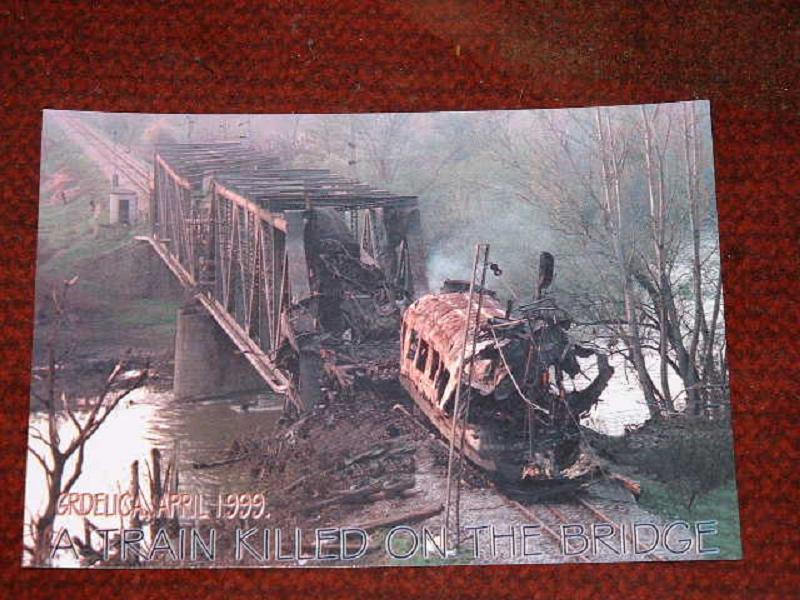 GRDELICA, APRIL 1999.
A TRAIN KILLED ON THE BRIDGE